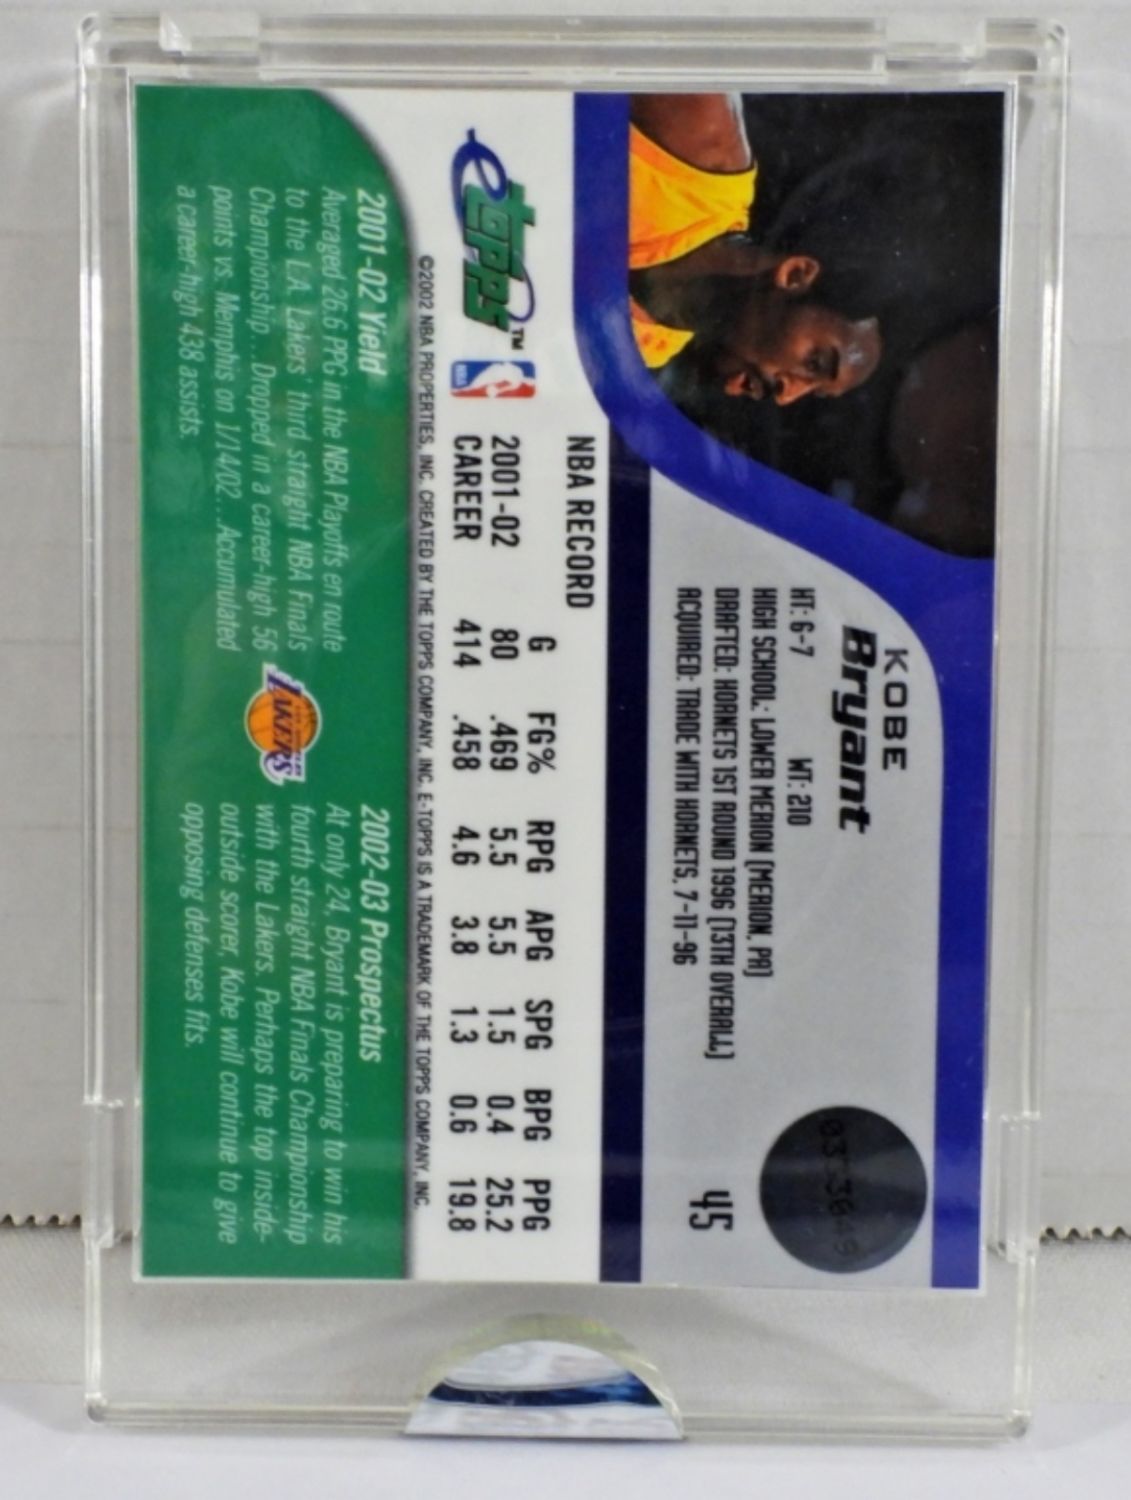 KOBE
Bryant
HT: 6-7 WT: 210
HIGH SCHOOL: LOWER MERION (MERION, PA)
DRAFTED: HORNETS 1ST ROUND 1996 (13TH OVERALL)
ACQUIRED: TRADE WITH HORNETS, 7-11-96
45
NBA RECORD
G FG% RPG APG SPG BPG PPG
2001-02 80 .469 5.5 5.5 1.5 0.4 25.2
CAREER 414 .458 4.6 3.8 1.3 0.6 19.8
etopps™
NBA
©2002 NBA PROPERTIES, INC. CREATED BY THE TOPPS COMPANY, INC. E-TOPPS IS A TRADEMARK OF THE TOPPS COMPANY, INC.
2001-02 Yield
Averaged 26.6 PPG in the NBA Playoffs en route
to the L.A. Lakers' third straight NBA Finals
Championship...Dropped in a career-high 56
points vs. Memphis on 1/14/02...Accumulated
a career-high 438 assists.
LAKERS
2002-03 Prospectus
At only 24, Bryant is preparing to win his
fourth straight NBA Finals Championship
with the Lakers. Perhaps the top inside-
outside scorer, Kobe will continue to give
opposing defenses fits.